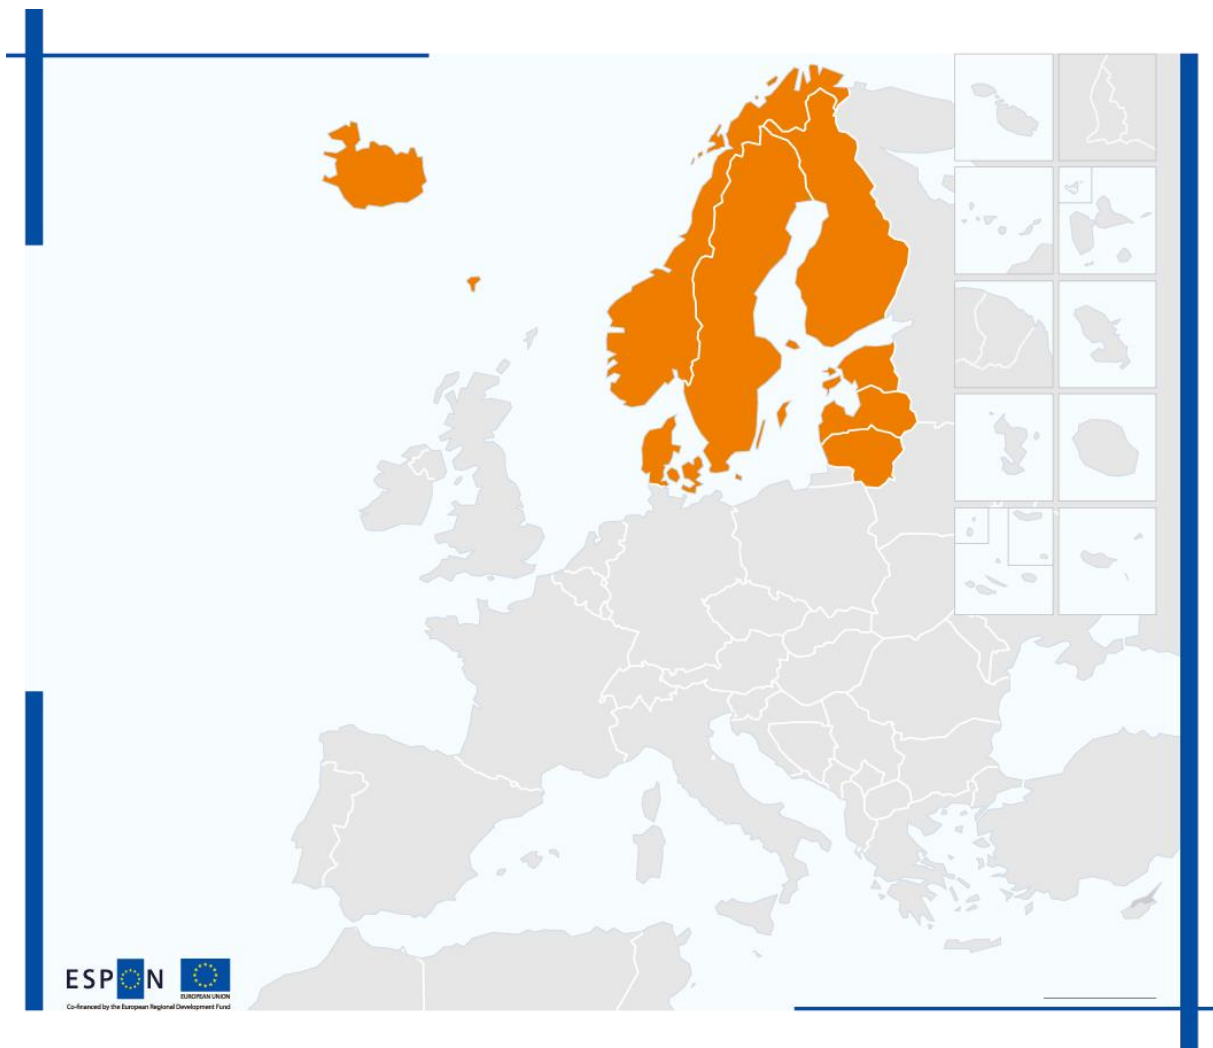 ESPON
EUROPEAN UNION
Co-financed by the European Regional Development Fund